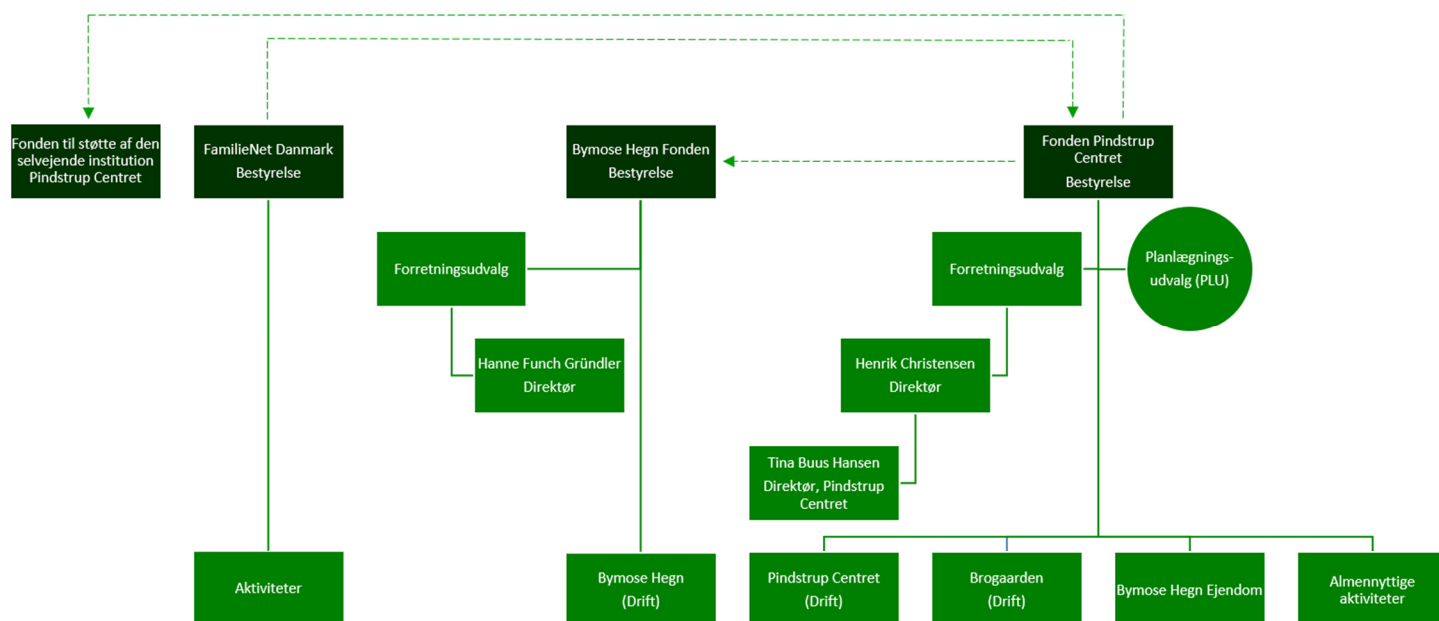 Fonden til støtte af den
selvejende institution
Pindstrup Centret
FamilieNet Danmark
Bestyrelse
Bymose Hegn Fonden
Bestyrelse
Fonden Pindstrup
Centret
Bestyrelse
Forretningsudvalg
Forretningsudvalg
Planlægnings-
udvalg (PLU)
Hanne Funch Gründler
Direktør
Henrik Christensen
Direktør
Tina Buus Hansen
Direktør, Pindstrup
Centret
Aktiviteter
Bymose Hegn
(Drift)
Pindstrup Centret
(Drift)
Brogaarden
(Drift)
Bymose Hegn Ejendom
Almennyttige
aktiviteter